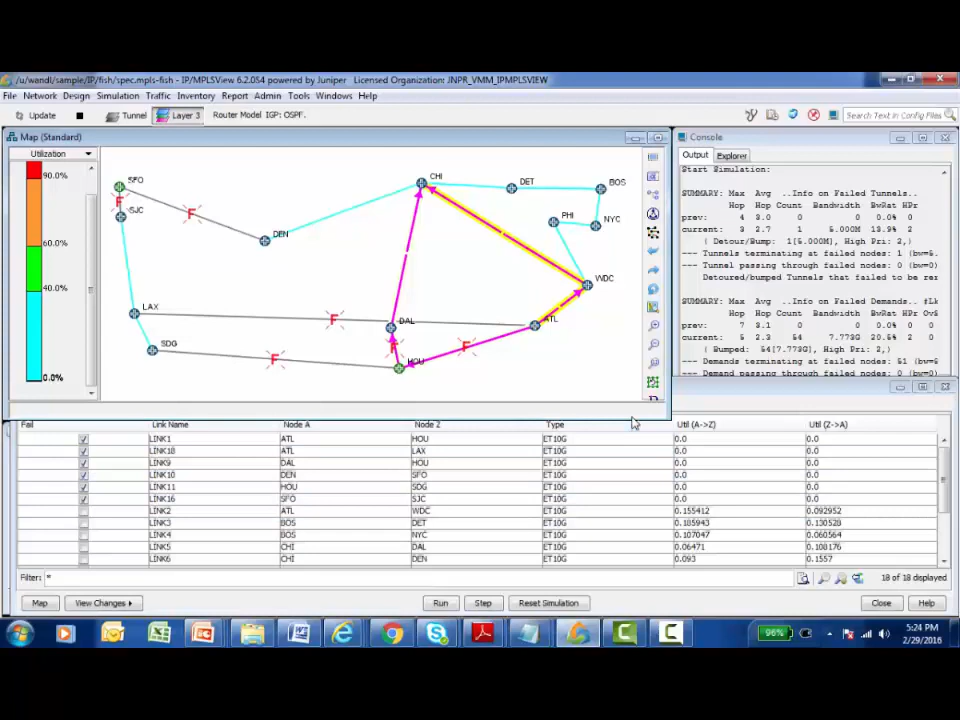 /u/wandl/sample/IP/fish/spec.mpls-fish - IP/MPLSView 6.2.0S4 powered by Juniper Licensed Organization: JNPR_VMM_IPMPLSVIEW
File Network Design Simulation Traffic Inventory Report Admin Tools Windows Help
Update Tunnel Layer 3 Router Model IGP: OSPF. Search in Config Files
Map (Standard)
Utilization
90.0%
60.0%
40.0%
0.0%
SFO
SJC
DEN
CHI
DET
BOS
PHI
NYC
WDC
LAX
DAL
ATL
SDG
HOU
F
F
F
F
F
F
Console
Output Explorer
Start Simulation:
SUMMARY: Max Avg ..Info on Failed Tunnels..
Hop Hop Count Bandwidth BwRat HPr
prev: 4 3.0 0 0 0.0% 0
current: 3 2.7 1 5.000M 13.9% 2
( Detour/Bump: 1[5.000M], High Pri: 2,)
--- Tunnels terminating at failed nodes: 1 (bw=5.
--- Tunnel passing through failed nodes: 0 (bw=0)
Detoured/bumped Tunnels that failed to be rer
SUMMARY: Max Avg ..Info on Failed Demands.. #Lk
Hop Hop Count Bandwidth BwRat HPr Ov
prev: 7 3.1 0 0 0.0% 0
current: 5 2.3 54 7.773G 20.5% 2
( Bumped: 54[7.773G], High Pri: 2,)
--- Demands terminating at failed nodes: 51 (bw=
--- Demand passing through failed nodes: 0 (bw=0
Fail Link Name Node A Node Z Type Util (A->Z) Util (Z->A)
LINK1 ATL HOU ET10G 0.0 0.0
LINK18 ATL LAX ET10G 0.0 0.0
LINK9 DAL HOU ET10G 0.0 0.0
LINK10 DEN SFO ET10G 0.0 0.0
LINK11 HOU SDG ET10G 0.0 0.0
LINK16 SFO SJC ET10G 0.0 0.0
LINK2 ATL WDC ET10G 0.155412 0.092952
LINK3 BOS DET ET10G 0.185943 0.130528
LINK4 BOS NYC ET10G 0.107047 0.060564
LINK5 CHI DAL ET10G 0.06471 0.108176
LINK6 CHI DEN ET10G 0.093 0.1557
Filter: * 18 of 18 displayed
Map View Changes Run Step Reset Simulation Close Help
96% 5:24 PM
2/29/2016